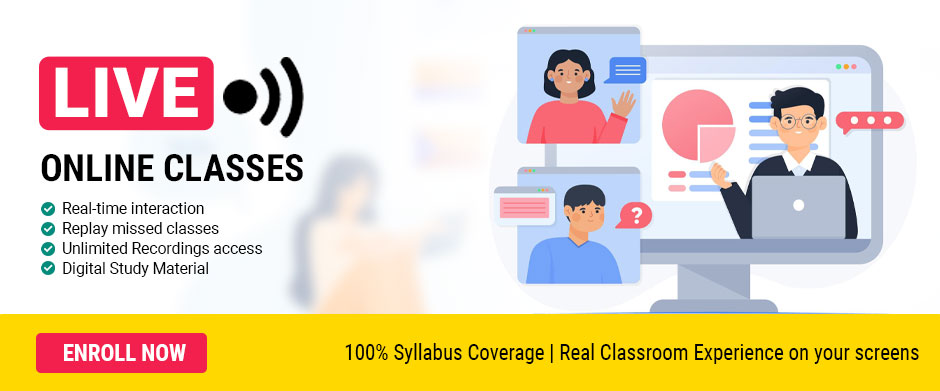 LIVE
ONLINE CLASSES
Real-time interaction
Replay missed classes
Unlimited Recordings access
Digital Study Material
?
ENROLL NOW
100% Syllabus Coverage | Real Classroom Experience on your screens